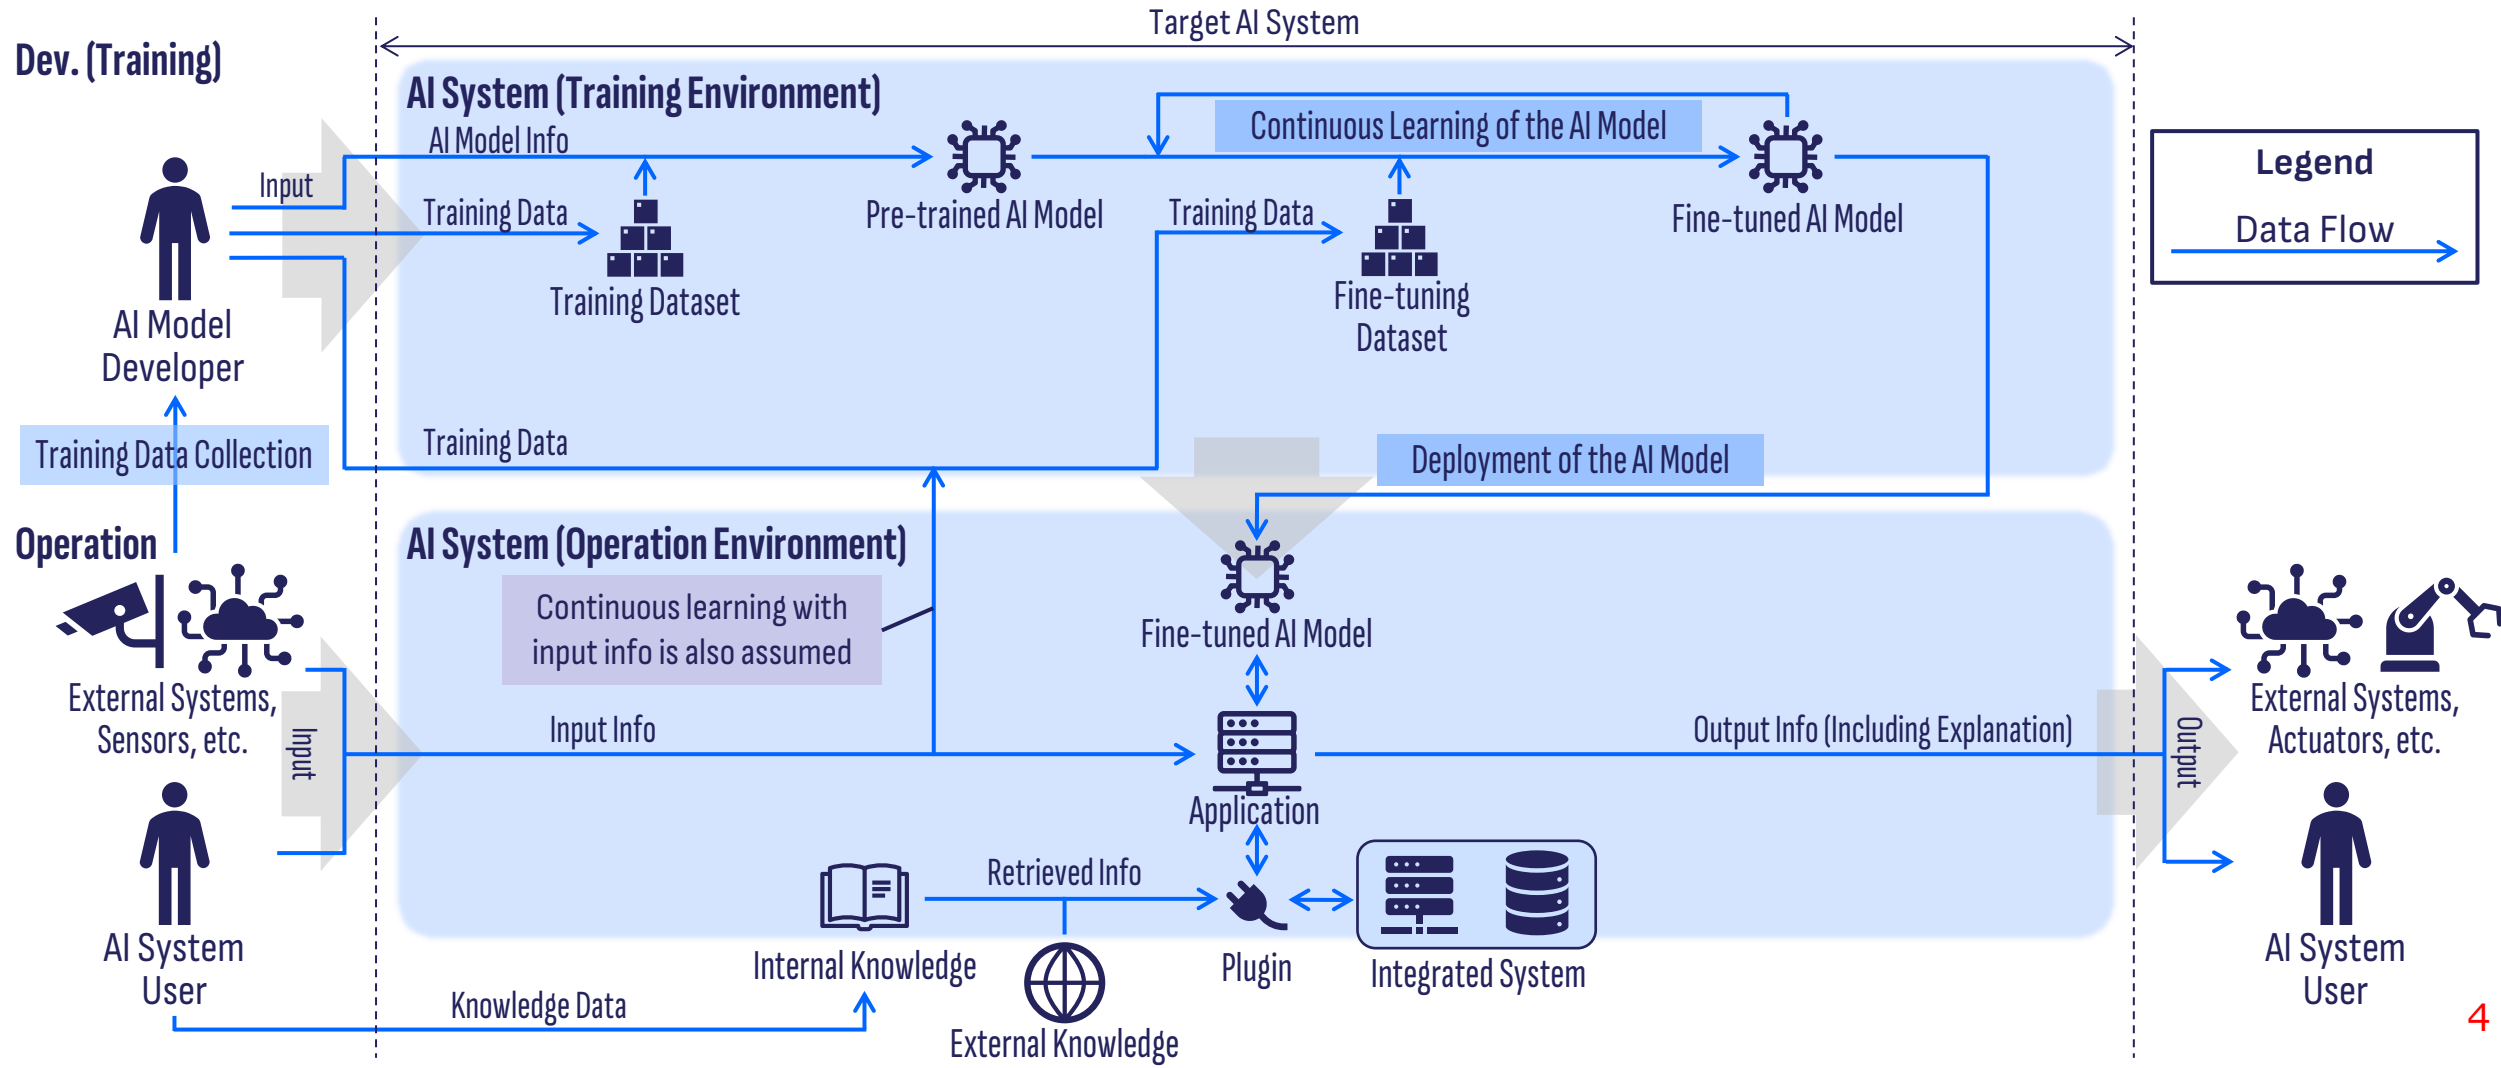 Target AI System
Dev. (Training)
AI System (Training Environment)
AI Model Info
Continuous Learning of the AI Model
Legend
Data Flow
Input
Training Data
Pre-trained AI Model
Training Data
Fine-tuned AI Model
Training Dataset
Fine-tuning
Dataset
AI Model
Developer
Training Data
Training Data Collection
Deployment of the AI Model
Operation
AI System (Operation Environment)
Continuous learning with
input info is also assumed
Fine-tuned AI Model
External Systems,
Sensors, etc.
Input
Input Info
Output Info (Including Explanation)
Output
External Systems,
Actuators, etc.
Application
Retrieved Info
AI System
User
Internal Knowledge
Plugin
Integrated System
AI System
User
Knowledge Data
External Knowledge
4